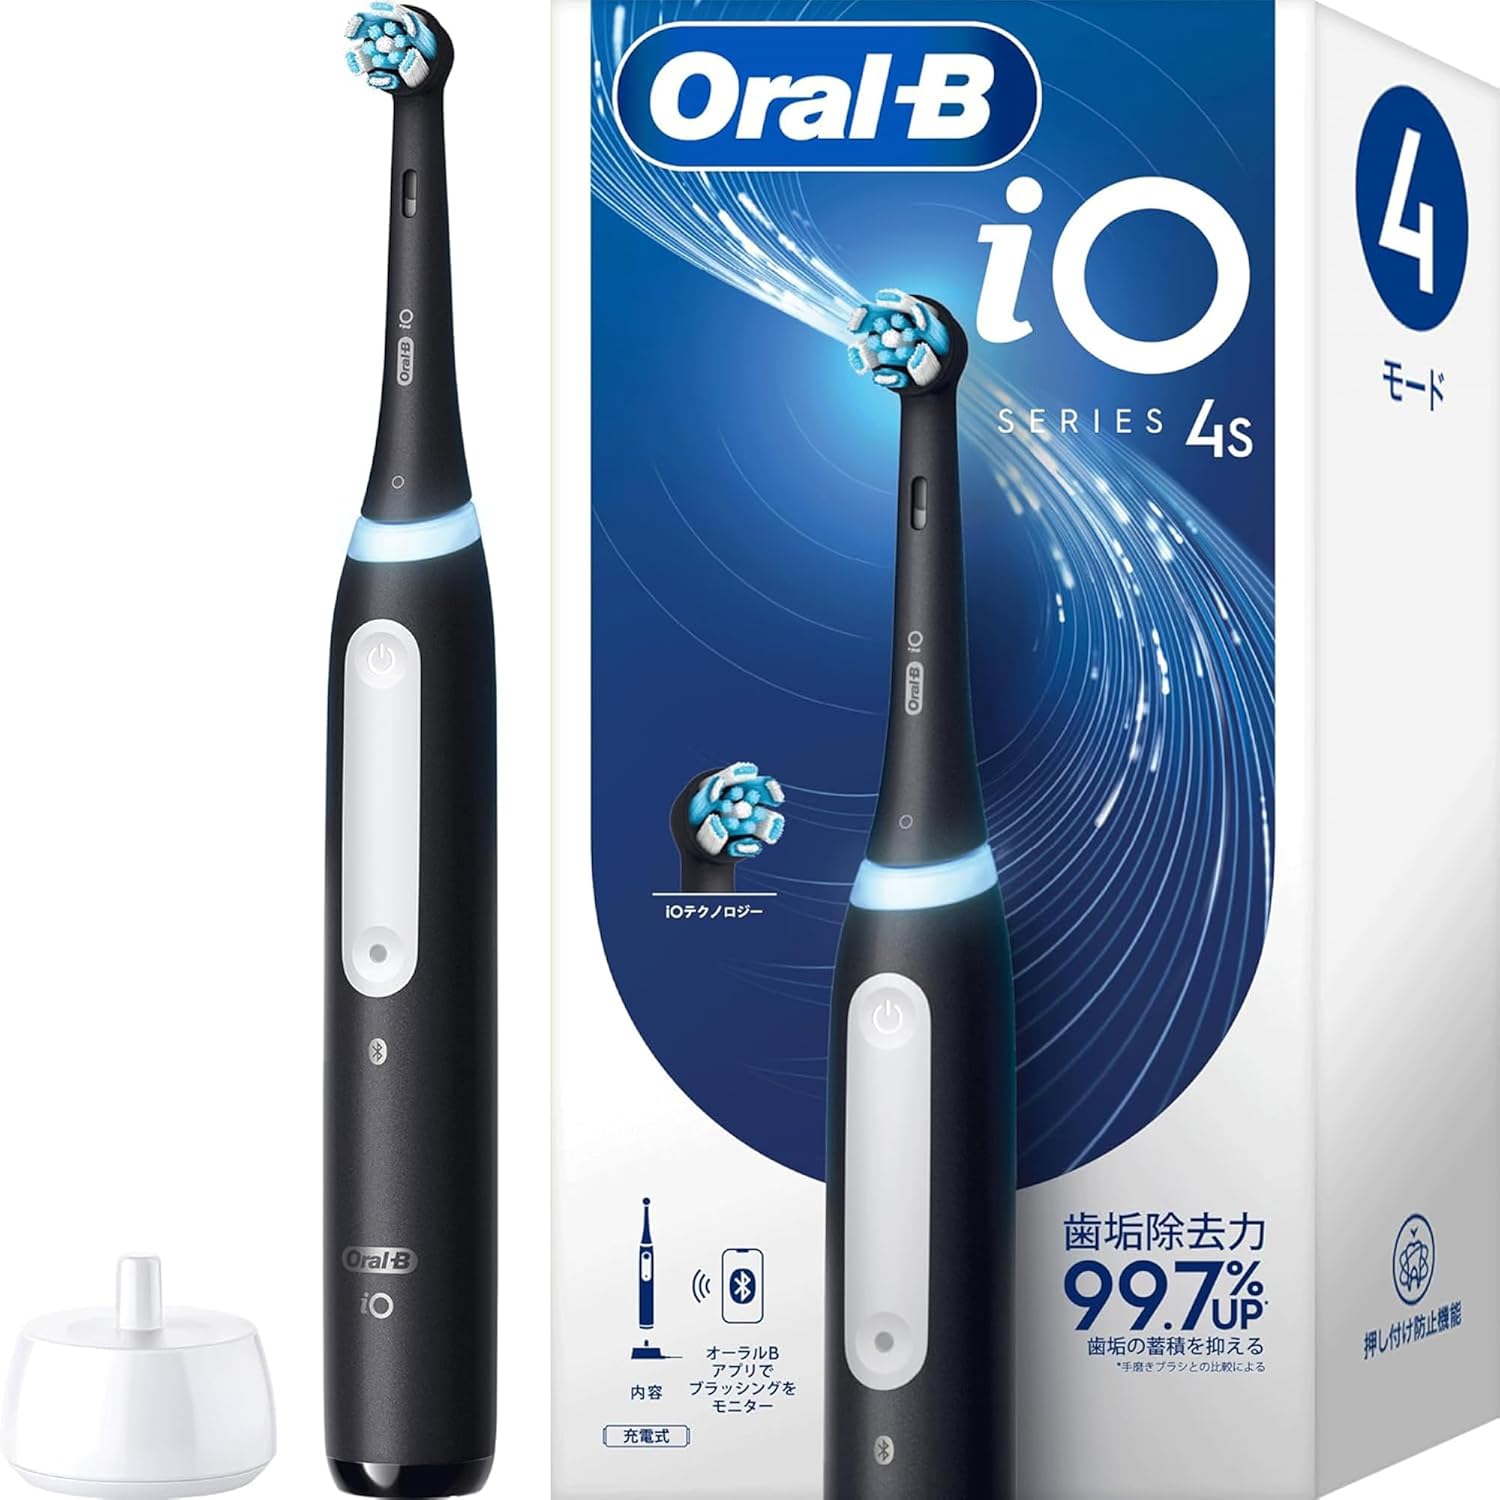 Oral-B iO
Oral-B
iO
Oral-B
iO
SERIES 4s
Oral-B iO
iOテクノロジー
内容
オーラルB
アプリで
ブラッシングを
モニター
充電式
歯垢除去力
99.7%UP*
歯垢の蓄積を抑える
*手磨きブラシとの比較による
4
モード
押し付け防止機能